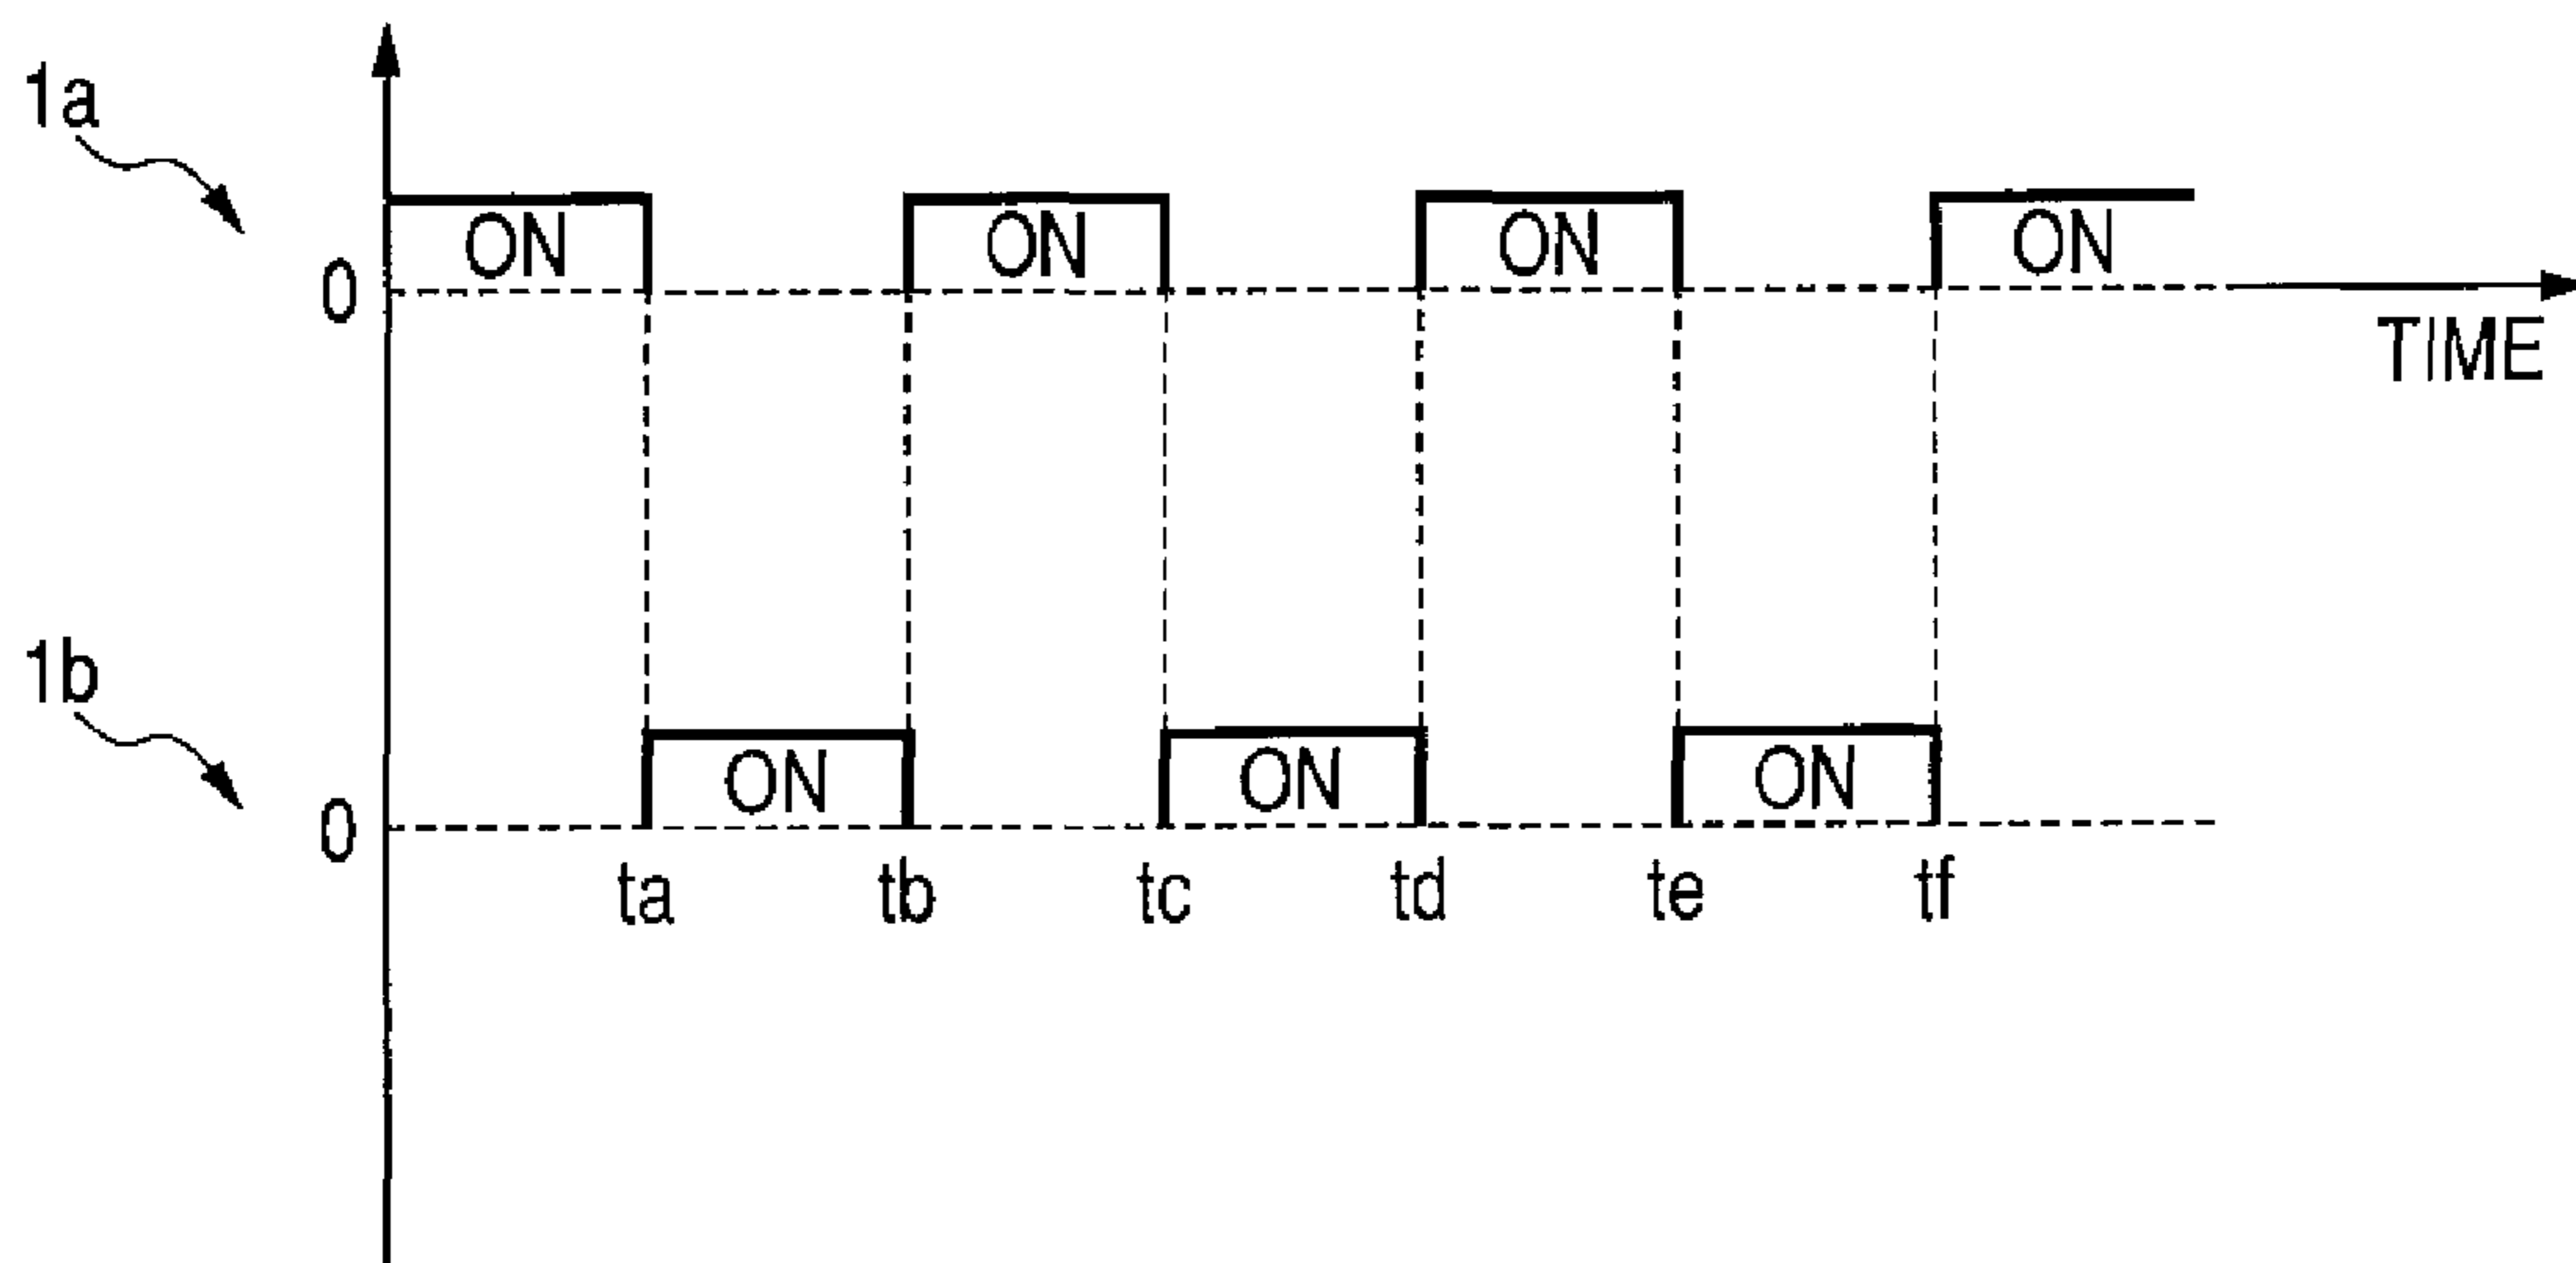 1a
ON ON ON ON
0
TIME
1b
ON ON ON
0
ta tb tc td te tf